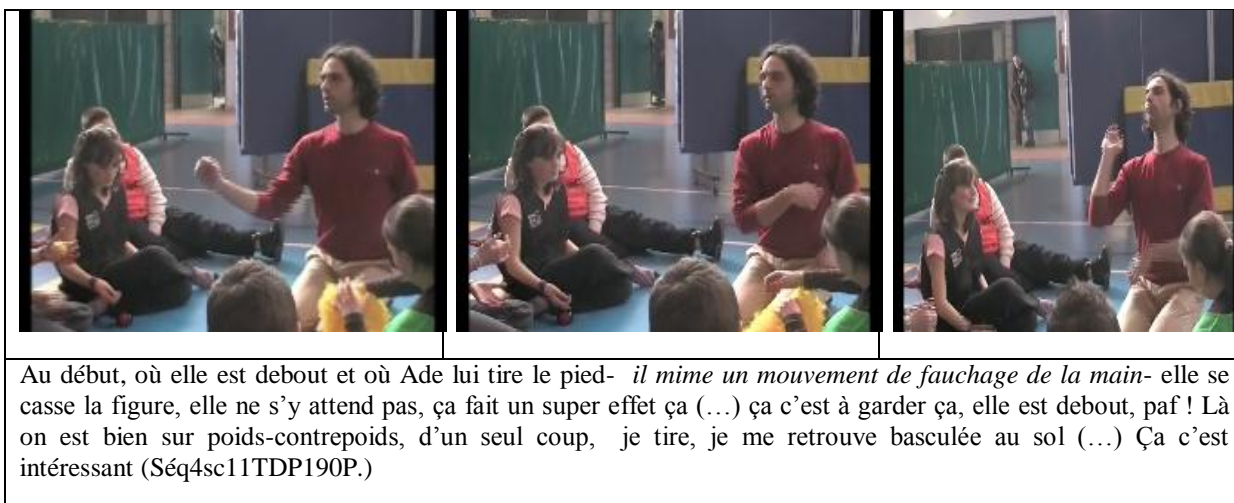 Au début, où elle est debout et où Ade lui tire le pied- il mime un mouvement de fauchage de la main- elle se
casse la figure, elle ne s’y attend pas, ça fait un super effet ça (…) ça c’est à garder ça, elle est debout, paf ! Là
on est bien sur poids-contrepoids, d’un seul coup, je tire, je me retrouve basculée au sol (…) Ça c’est
intéressant (Séq4sc11TDP190P.)